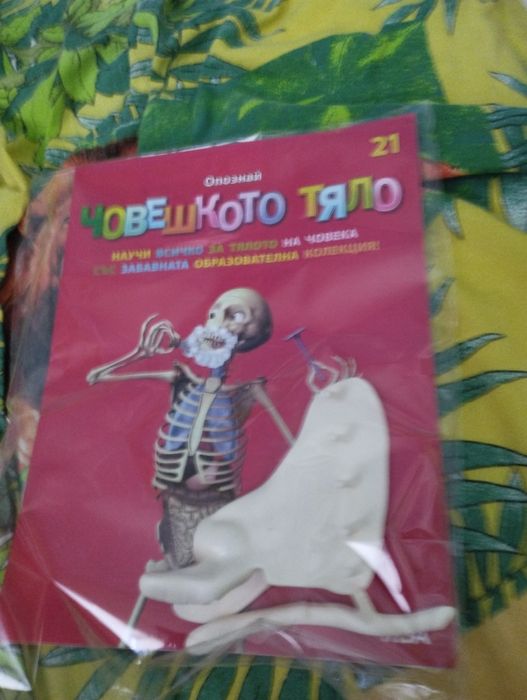 21
Опознай
ЧОВЕШКОТО ТЯЛО
НАУЧИ ВСИЧКО ЗА ТЯЛОТО НА ЧОВЕКА
СЪС ЗАБАВНАТА ОБРАЗОВАТЕЛНА КОЛЕКЦИЯ!